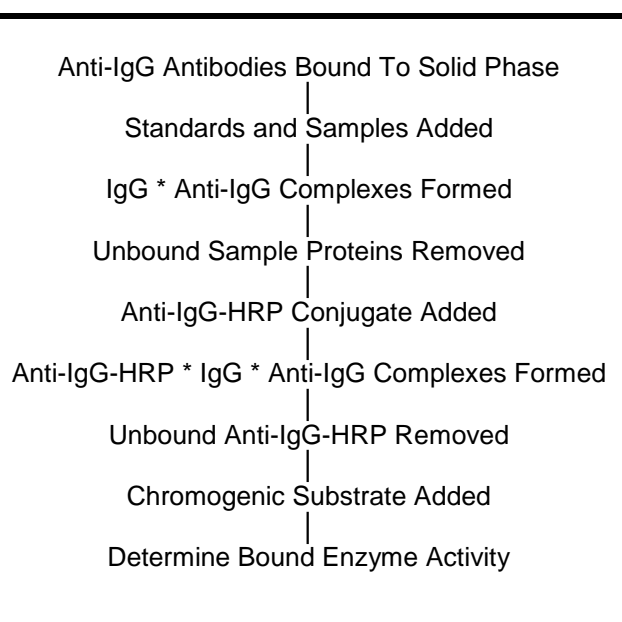 Anti-IgG Antibodies Bound To Solid Phase
Standards and Samples Added
IgG * Anti-IgG Complexes Formed
Unbound Sample Proteins Removed
Anti-IgG-HRP Conjugate Added
Anti-IgG-HRP * IgG * Anti-IgG Complexes Formed
Unbound Anti-IgG-HRP Removed
Chromogenic Substrate Added
Determine Bound Enzyme Activity